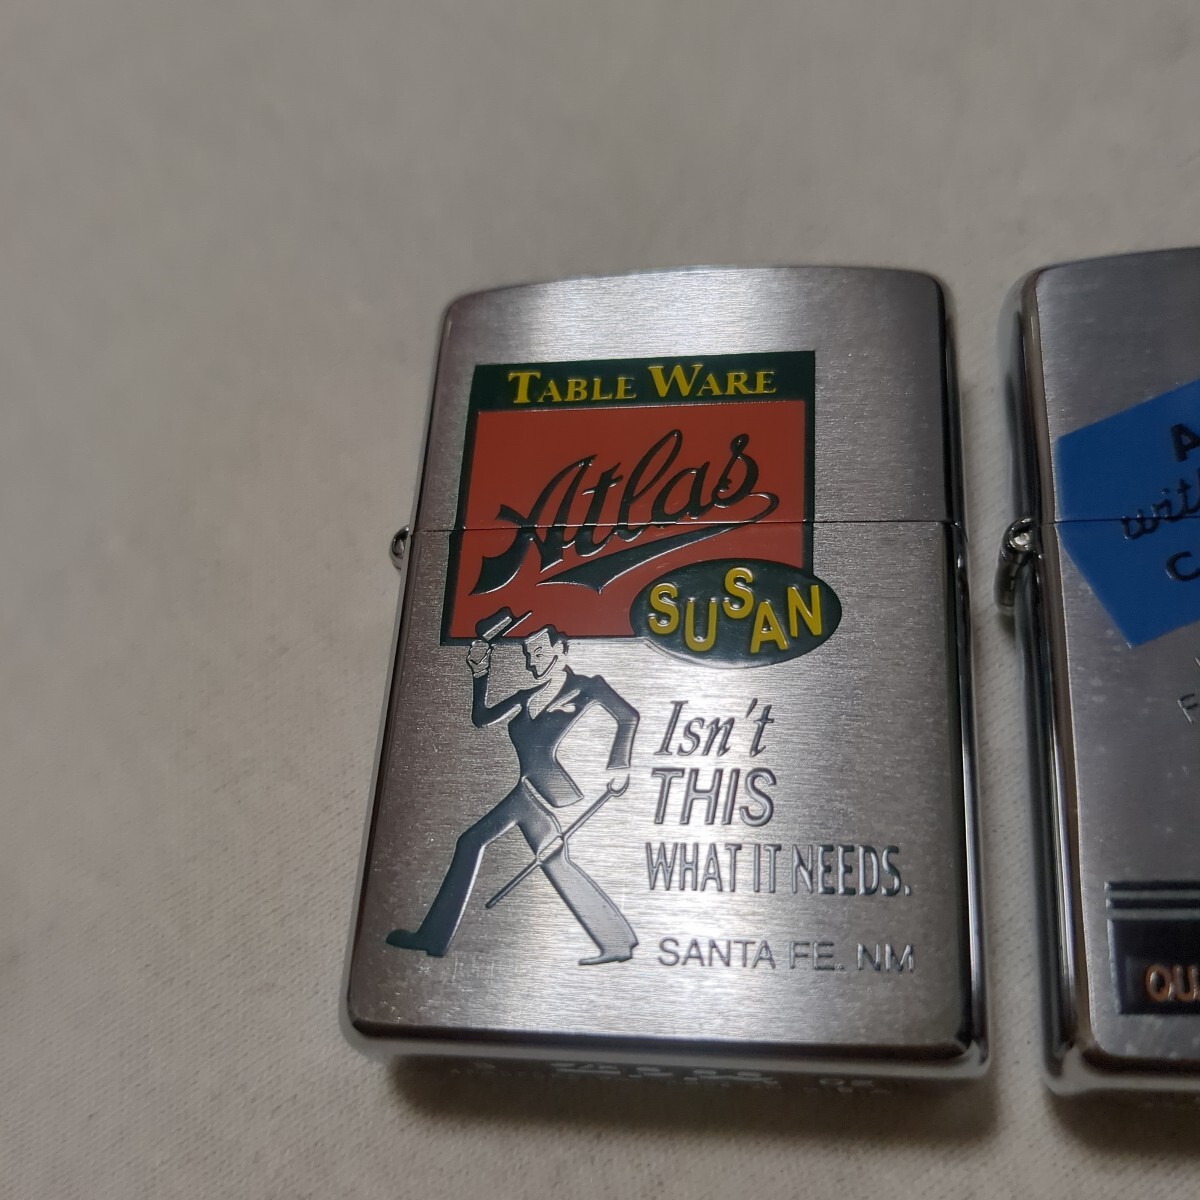 TABLE WARE
Atlas
SUSAN
Isn't
THIS
WHAT IT NEEDS.
SANTA FE. NM